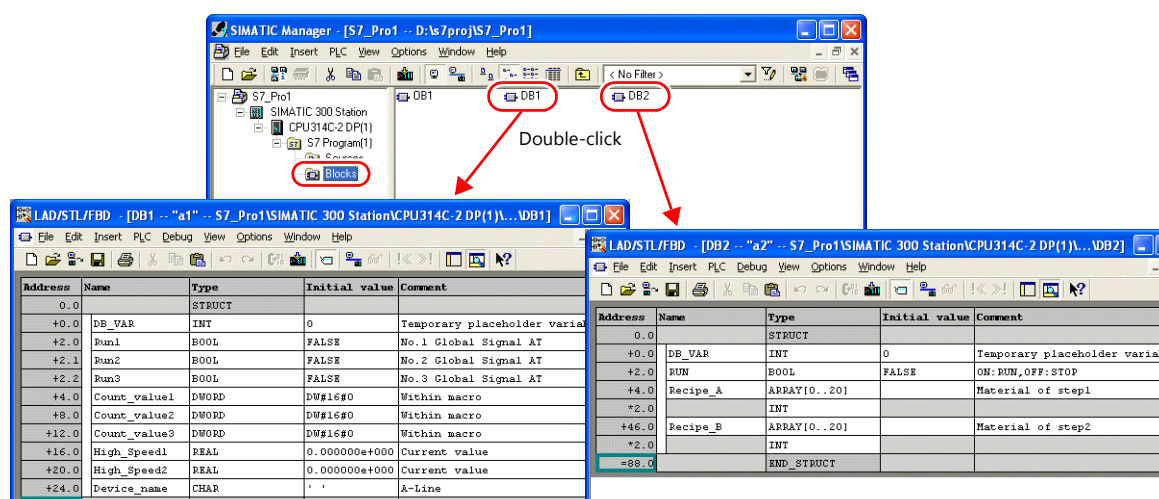 SIMATIC Manager - [S7_Pro1 -- D:\s7proj\S7_Pro1]
File Edit Insert PLC View Options Window Help
< No Filter >
S7_Pro1
SIMATIC 300 Station
CPU314C-2 DP(1)
S7 Program(1)
Sources
Blocks
OB1 DB1 DB2
Double-click
LAD/STL/FBD - [DB1 -- "a1" -- S7_Pro1\SIMATIC 300 Station\CPU314C-2 DP(1)\...\DB1]
File Edit Insert PLC Debug View Options Window Help
Address Name Type Initial value Comment
0.0 STRUCT
+0.0 DB_VAR INT 0 Temporary placeholder varial
+2.0 Run1 BOOL FALSE No.1 Global Signal AT
+2.1 Run2 BOOL FALSE No.2 Global Signal AT
+2.2 Run3 BOOL FALSE No.3 Global Signal AT
+4.0 Count_value1 DWORD DW#16#0 Within macro
+8.0 Count_value2 DWORD DW#16#0 Within macro
+12.0 Count_value3 DWORD DW#16#0 Within macro
+16.0 High_Speed1 REAL 0.000000e+000 Current value
+20.0 High_Speed2 REAL 0.000000e+000 Current value
+24.0 Device_name CHAR ' ' A-Line
LAD/STL/FBD - [DB2 -- "a2" -- S7_Pro1\SIMATIC 300 Station\CPU314C-2 DP(1)\...\DB2]
File Edit Insert PLC Debug View Options Window Help
Address Name Type Initial value Comment
0.0 STRUCT
+0.0 DB_VAR INT 0 Temporary placeholder varia
+2.0 RUN BOOL FALSE ON:RUN,OFF:STOP
+4.0 Recipe_A ARRAY[0..20] Material of step1
*2.0 INT
+46.0 Recipe_B ARRAY[0..20] Material of step2
*2.0 INT
=88.0 END_STRUCT